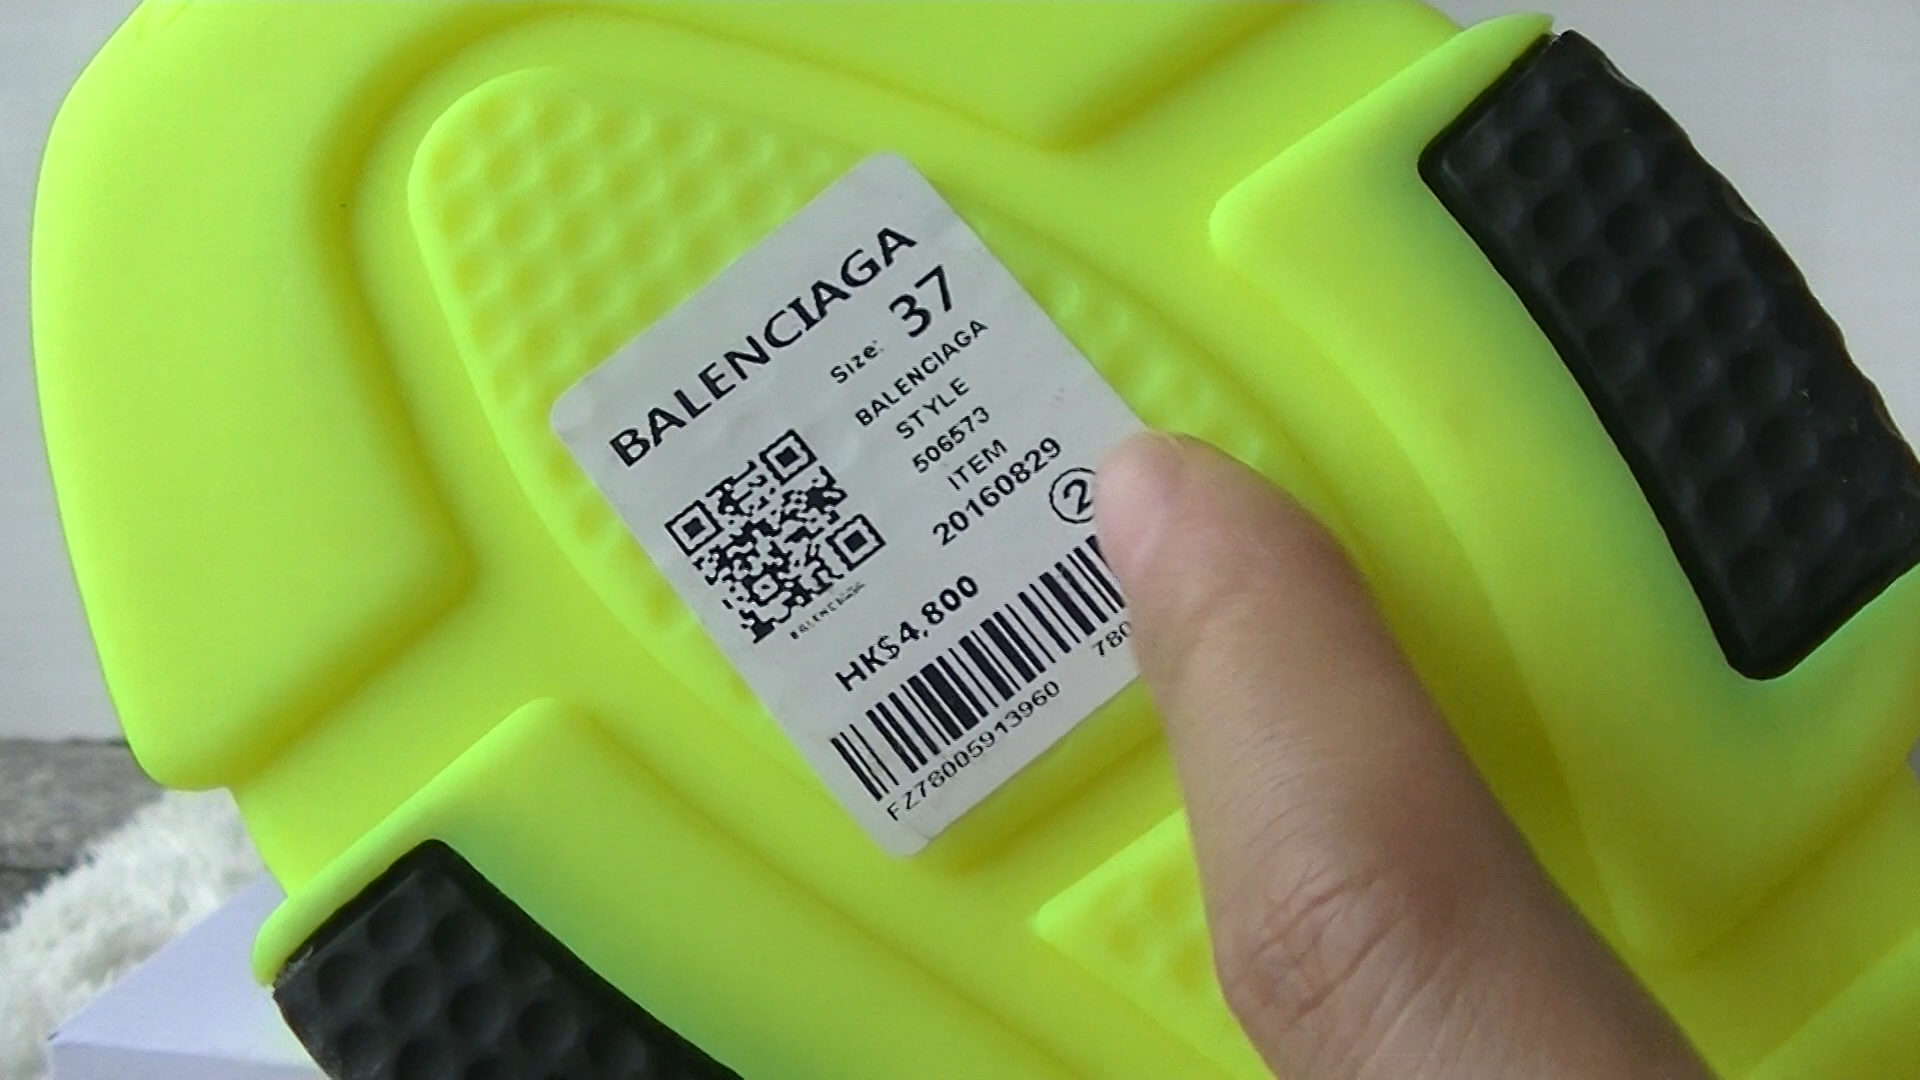 BALENCIAGA
Size: 37
BALENCIAGA
STYLE
506573
ITEM
20160829
2
HK$4,800
780
FZ78005913960